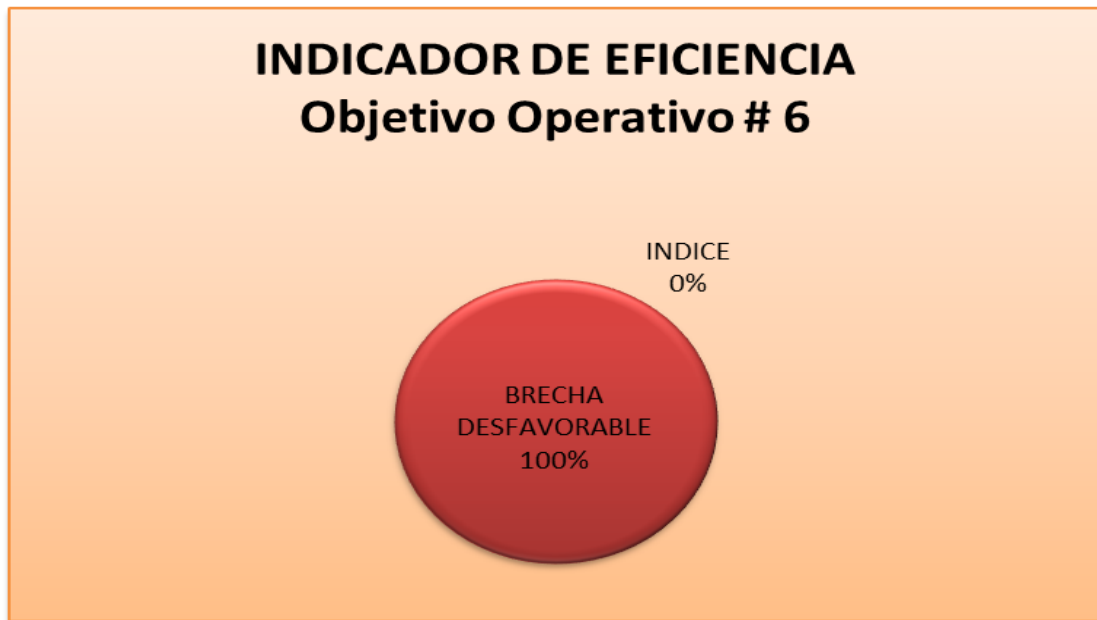 INDICADOR DE EFICIENCIA
Objetivo Operativo # 6
INDICE
0%
BRECHA
DESFAVORABLE
100%